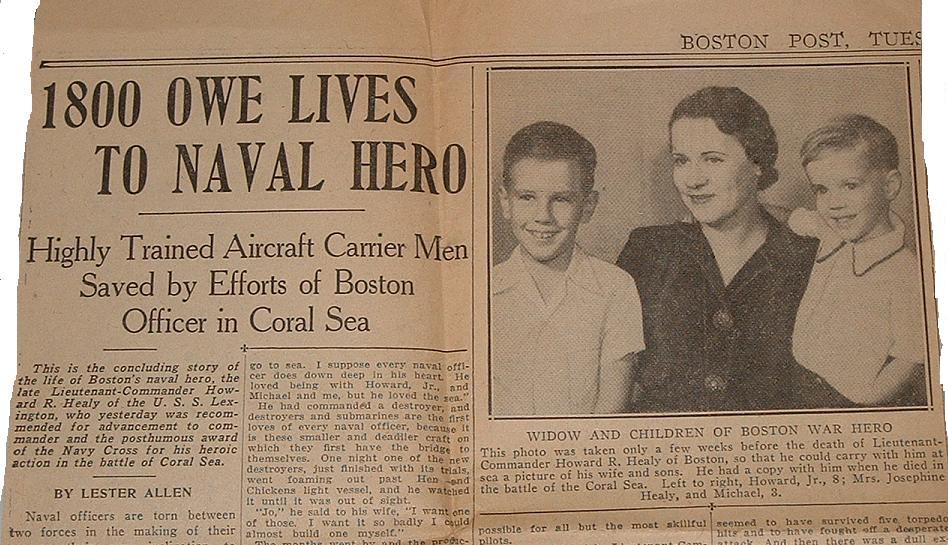 BOSTON POST, TUES
1800 OWE LIVES
TO NAVAL HERO
Highly Trained Aircraft Carrier Men
Saved by Efforts of Boston
Officer in Coral Sea
This is the concluding story of
the life of Boston's naval hero, the
late Lieutenant-Commander How-
ard R. Healy of the U. S. S. Lex-
ington, who yesterday was recom-
mended for advancement to com-
mander and the posthumous award
of the Navy Cross for his heroic
action in the battle of Coral Sea.
BY LESTER ALLEN
Naval officers are torn between
two forces in the making of their
go to sea. I suppose every naval offi-
cer does down deep in his heart. He
loved being with Howard, Jr., and
Michael and me, but he loved the sea."
He had commanded a destroyer, and
destroyers and submarines are the first
loves of every naval officer, because it
is these smaller and deadlier craft on
which they first have the bridge to
themselves. One night one of the new
destroyers, just finished with its trials,
went foaming out past Hen and
Chickens light vessel, and he watched
it until it was out of sight.
"Jo," he said to his wife, "I want one
of those. I want it so badly I could
almost build one myself."
The months went by and the produc-
WIDOW AND CHILDREN OF BOSTON WAR HERO
This photo was taken only a few weeks before the death of Lieutenant-
Commander Howard R. Healy of Boston, so that he could carry with him at
sea a picture of his wife and sons. He had a copy with him when he died in
the battle of the Coral Sea. Left to right, Howard, Jr., 8; Mrs. Josephine
Healy, and Michael, 3.
possible for all but the most skillful
pilots.
seemed to have survived five torpedo
hits and to have fought off a desperate
attack. And then there was a dull ex-